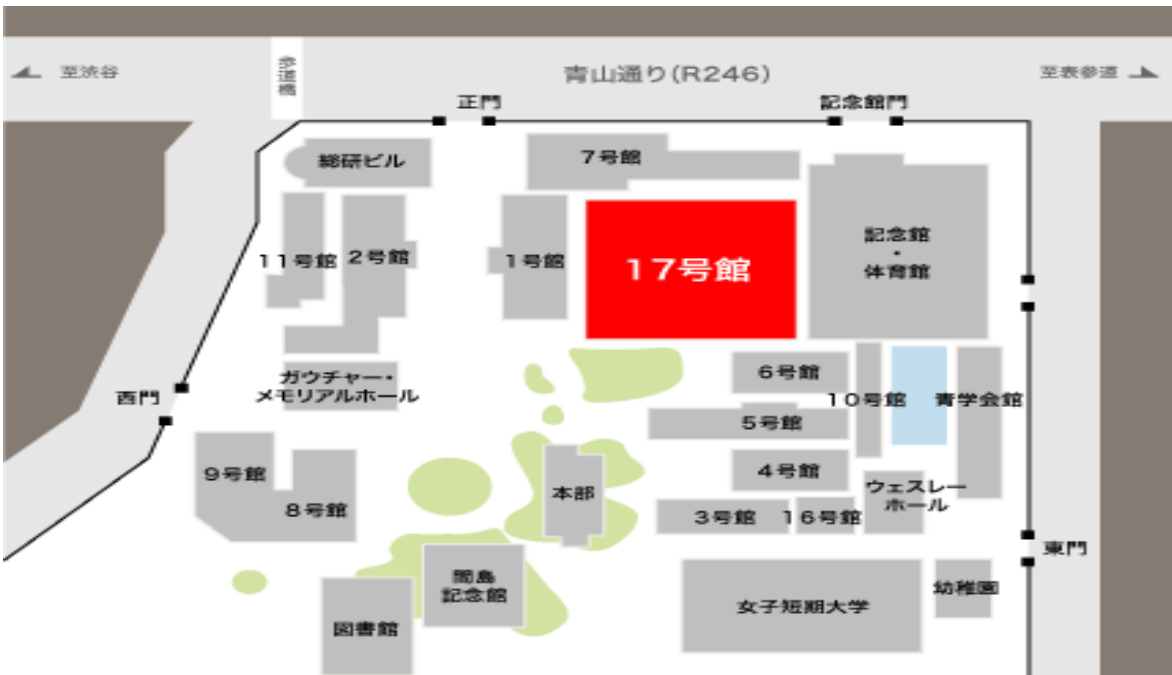 至渋谷
歩道橋
青山通り(R246)
至表参道
正門
記念館門
総研ビル
7号館
11号館
2号館
1号館
17号館
記念館
・
体育館
西門
ガウチャー・
メモリアルホール
6号館
10号館
青学会館
5号館
9号館
8号館
本部
4号館
ウェスレー
ホール
3号館
16号館
東門
間島
記念館
図書館
女子短期大学
幼稚園